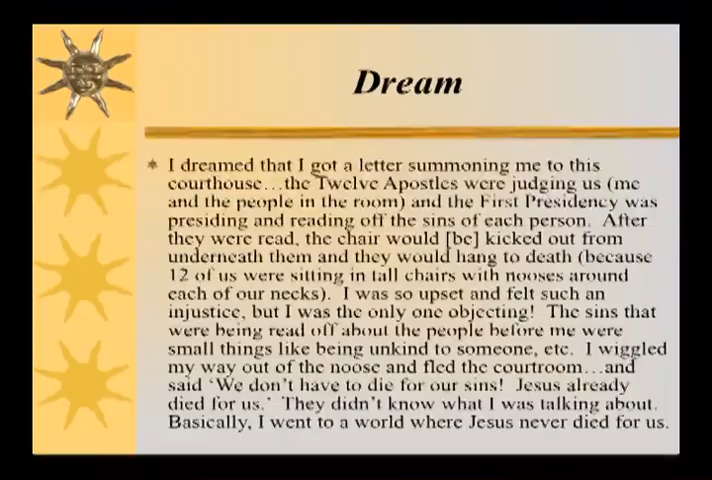 Dream
I dreamed that I got a letter summoning me to this
courthouse…the Twelve Apostles were judging us (me
and the people in the room) and the First Presidency was
presiding and reading off the sins of each person. After
they were read, the chair would [be] kicked out from
underneath them and they would hang to death (because
12 of us were sitting in tall chairs with nooses around
each of our necks). I was so upset and felt such an
injustice, but I was the only one objecting! The sins that
were being read off about the people before me were
small things like being unkind to someone, etc. I wiggled
my way out of the noose and fled the courtroom…and
said 'We don't have to die for our sins! Jesus already
died for us.' They didn't know what I was talking about.
Basically, I went to a world where Jesus never died for us.